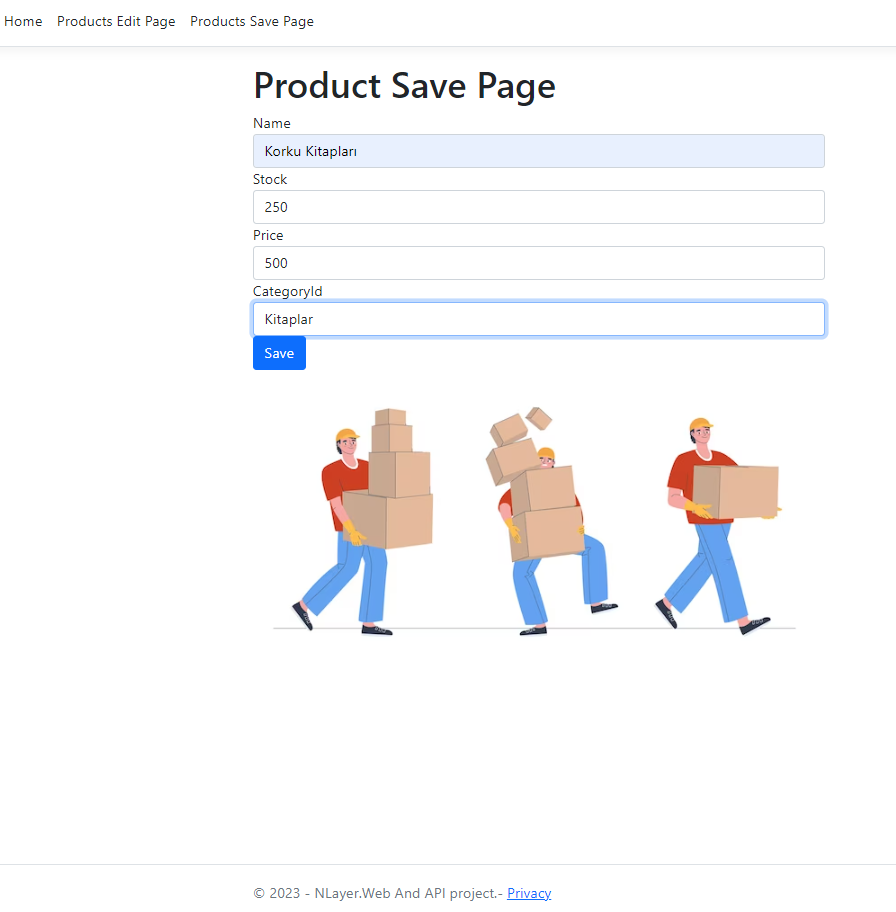 Home Products Edit Page Products Save Page
Product Save Page
Name
Korku Kitapları
Stock
250
Price
500
CategoryId
Kitaplar
Save
© 2023 - NLayer.Web And API project.- Privacy